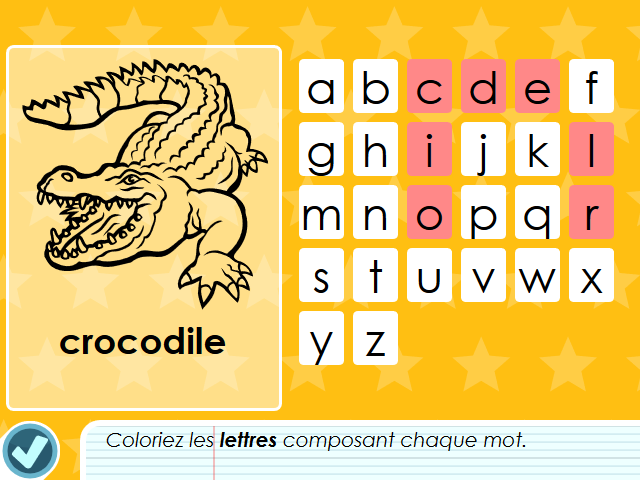 crocodile
a b c d e f
g h i j k l
m n o p q r
s t u v w x
y z
Coloriez les lettres composant chaque mot.